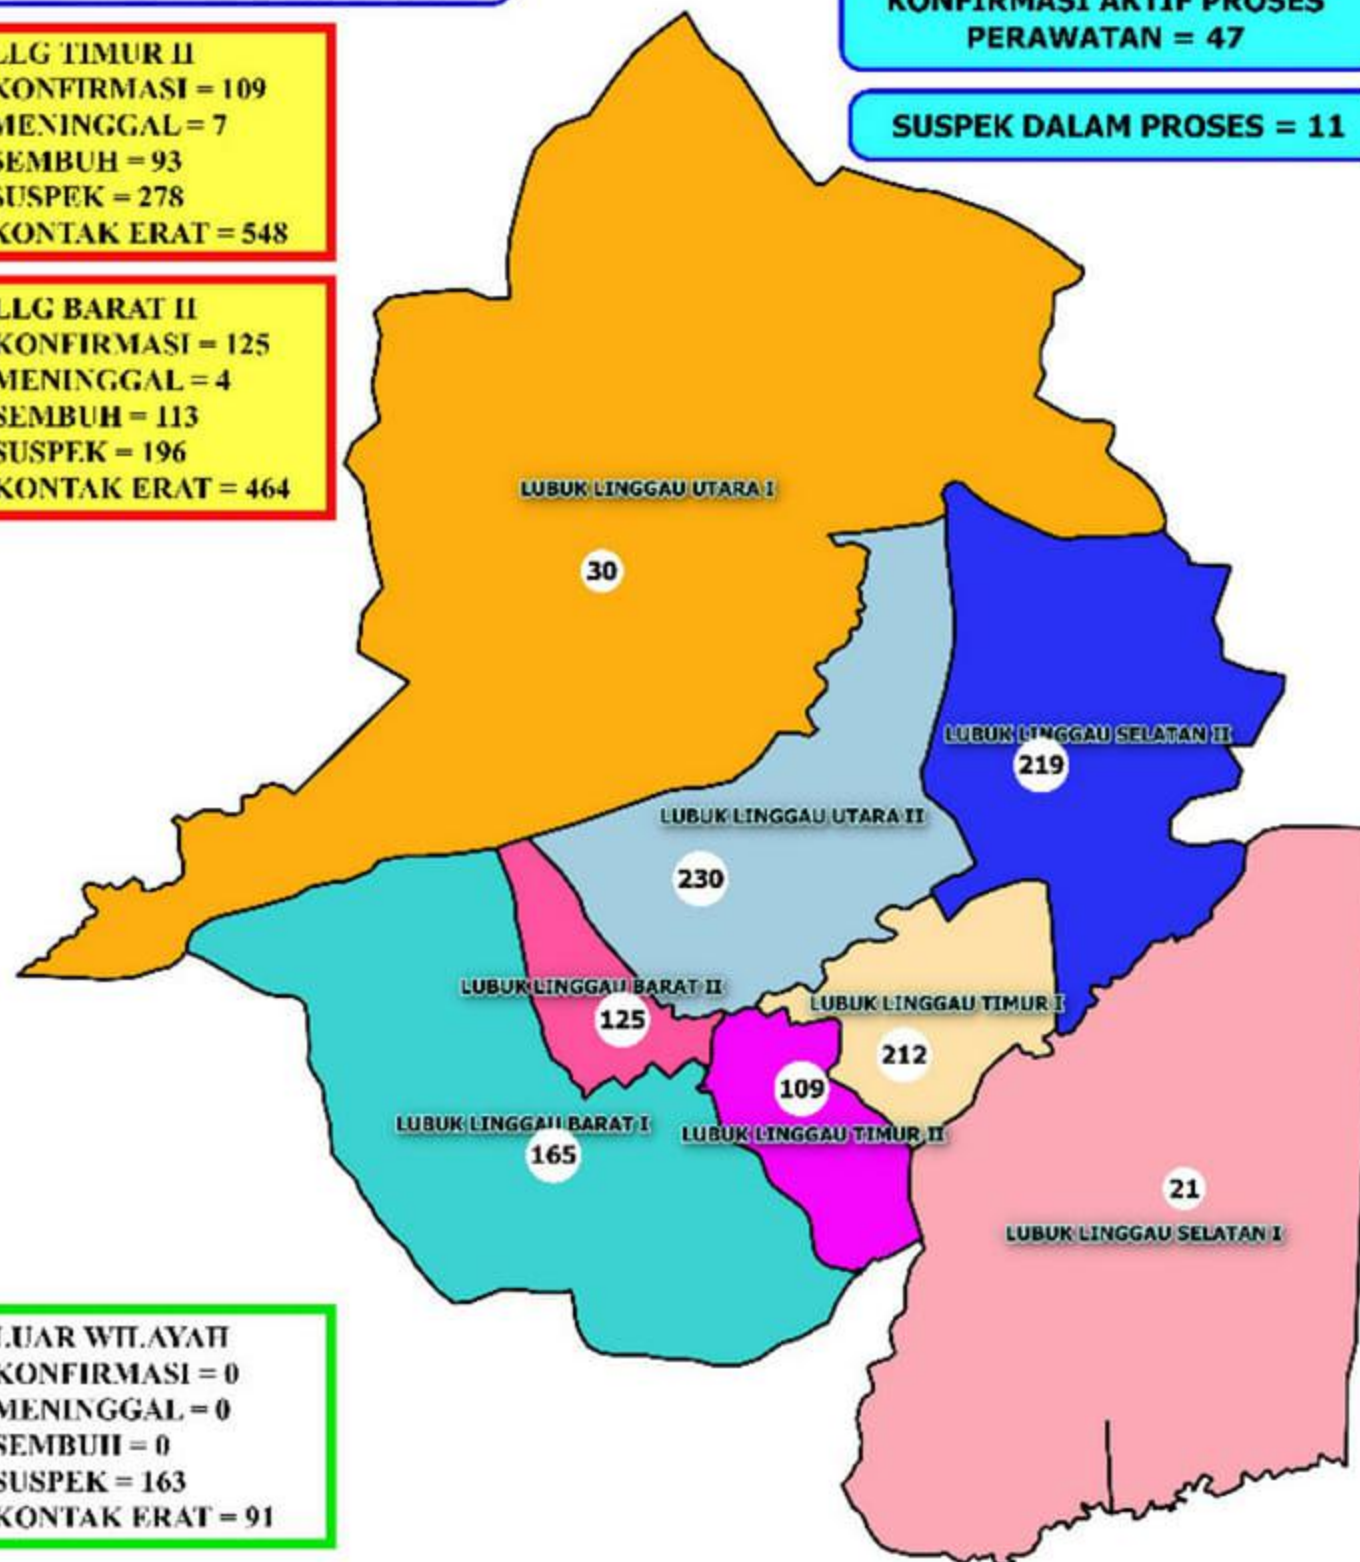 LLG TIMUR II
KONFIRMASI = 109
MENINGGAL = 7
SEMBUH = 93
SUSPEK = 278
KONTAK ERAT = 548
LLG BARAT II
KONFIRMASI = 125
MENINGGAL = 4
SEMBUH = 113
SUSPEK = 196
KONTAK ERAT = 464
KONFIRMASI AKTIF PROSES
PERAWATAN = 47
SUSPEK DALAM PROSES = 11
LUBUK LINGGAU UTARA I
30
LUBUK LINGGAU SELATAN II
219
LUBUK LINGGAU UTARA II
230
LUBUK LINGGAU BARAT II
125
LUBUK LINGGAU TIMUR I
212
109
LUBUK LINGGAU TIMUR II
LUBUK LINGGAU BARAT I
165
21
LUBUK LINGGAU SELATAN I
LUAR WILAYAH
KONFIRMASI = 0
MENINGGAL = 0
SEMBUH = 0
SUSPEK = 163
KONTAK ERAT = 91